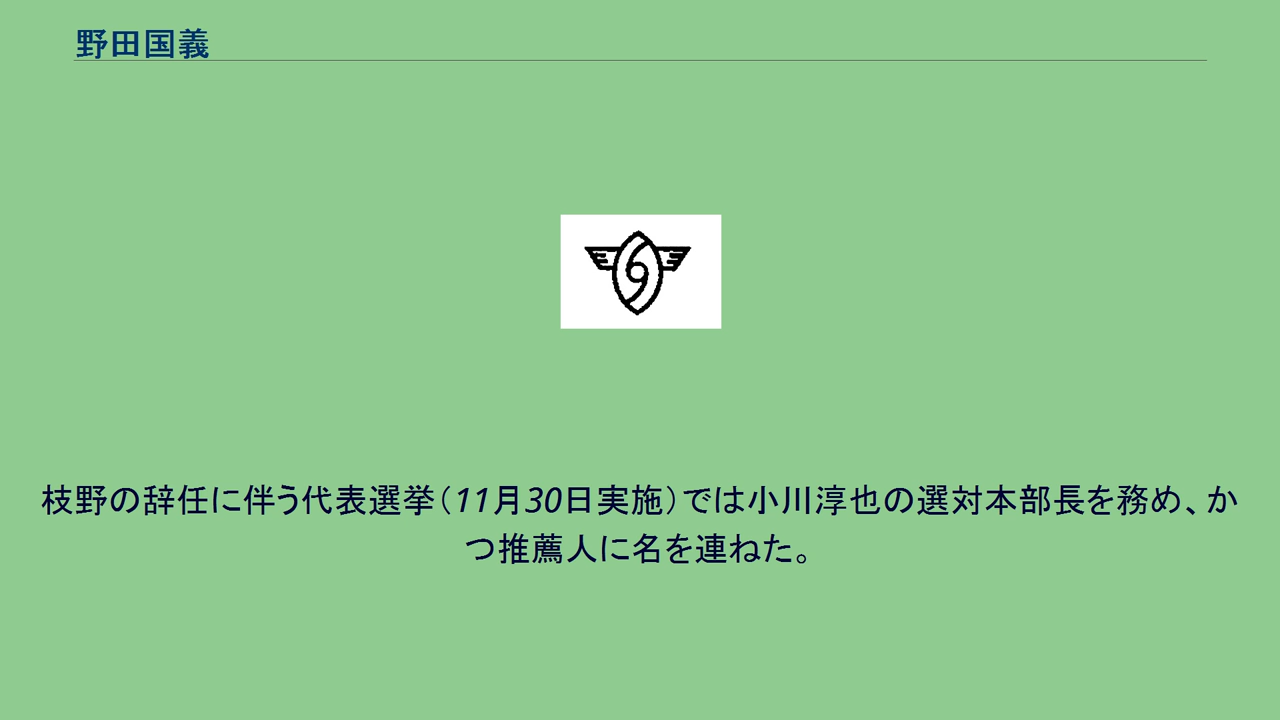 野田国義
枝野の辞任に伴う代表選挙（11月30日実施）では小川淳也の選対本部長を務め、か
つ推薦人に名を連ねた。